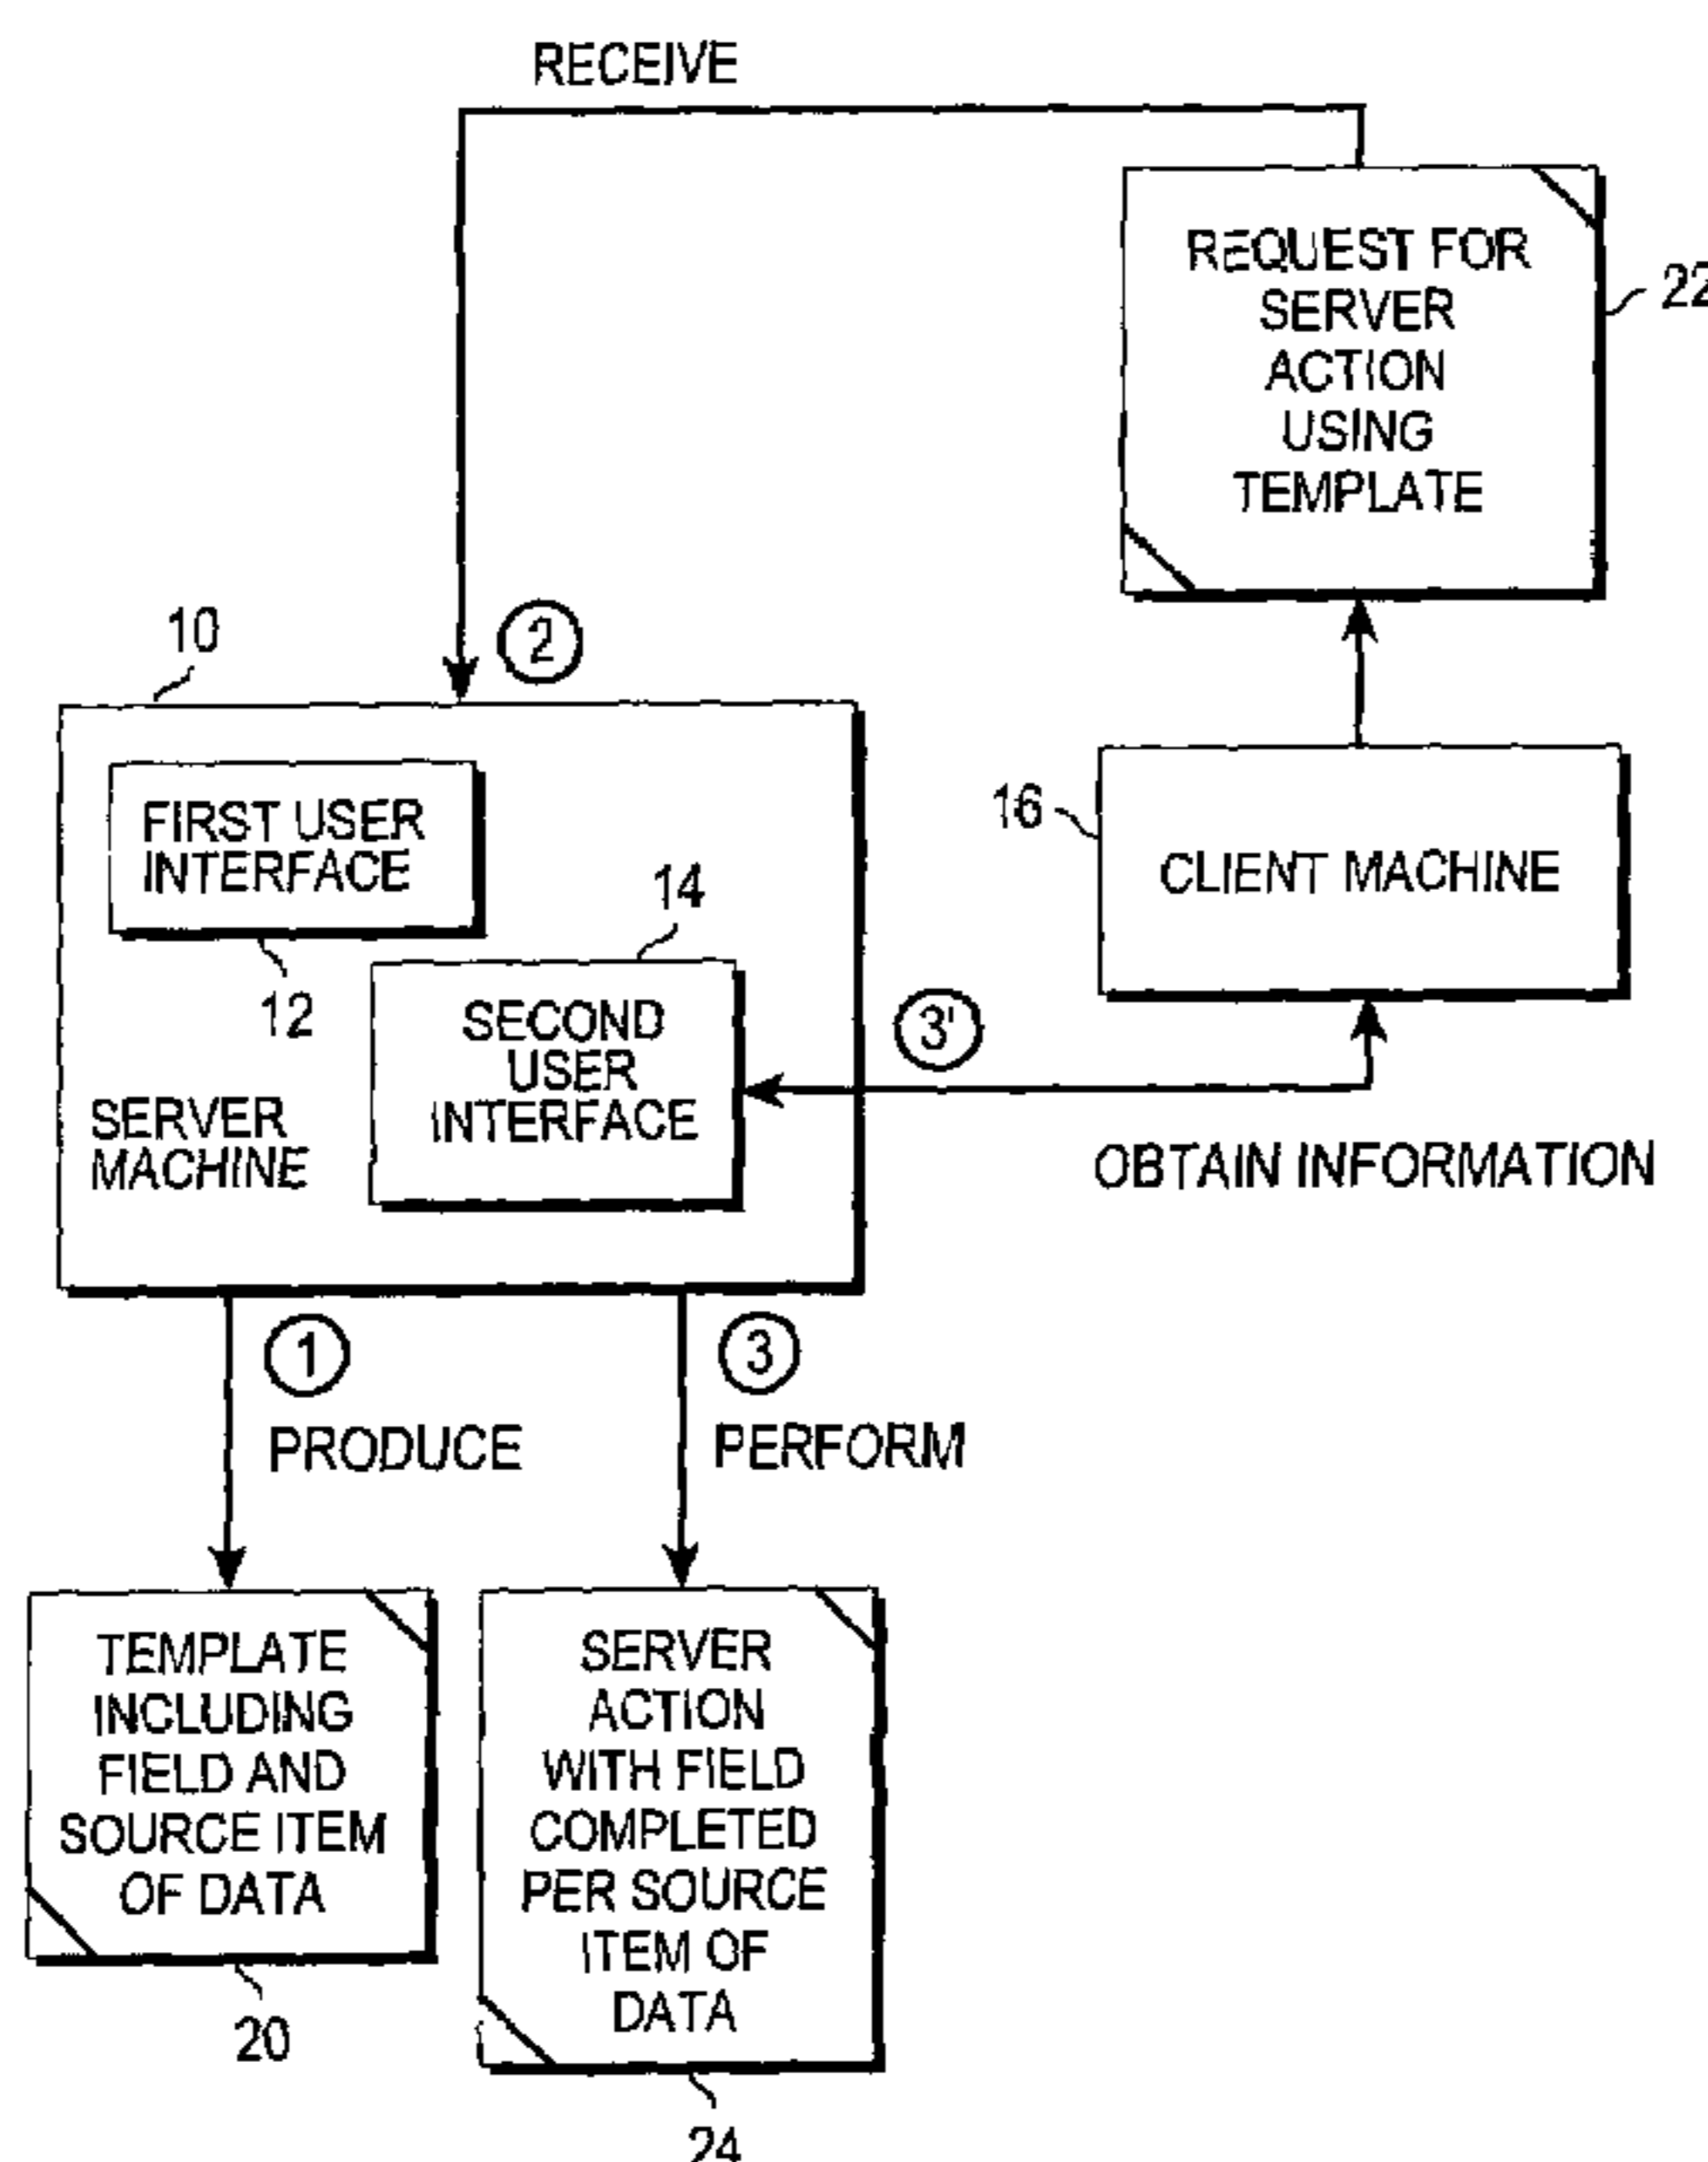 RECEIVE
REQUEST FOR
SERVER
ACTION
USING
TEMPLATE
22
10
2
FIRST USER
INTERFACE
12
14
SECOND
USER
INTERFACE
SERVER
MACHINE
16
CLIENT MACHINE
3'
OBTAIN INFORMATION
1
PRODUCE
3
PERFORM
TEMPLATE
INCLUDING
FIELD AND
SOURCE ITEM
OF DATA
20
SERVER
ACTION
WITH FIELD
COMPLETED
PER SOURCE
ITEM OF
DATA
24